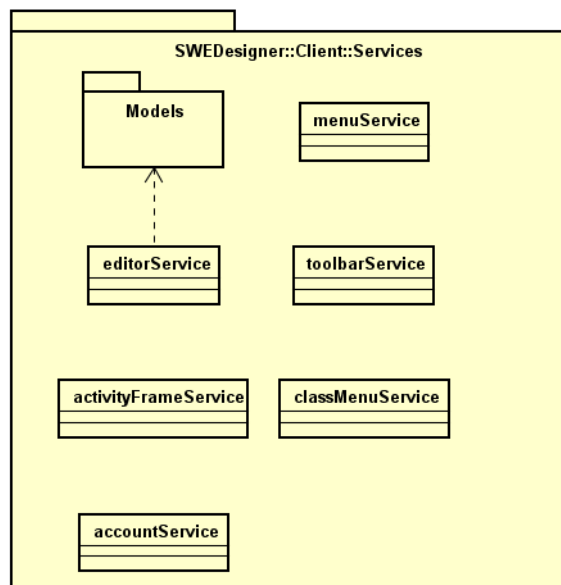 SWEDesigner::Client::Services
Models
menuService
editorService
toolbarService
activityFrameService
classMenuService
accountService